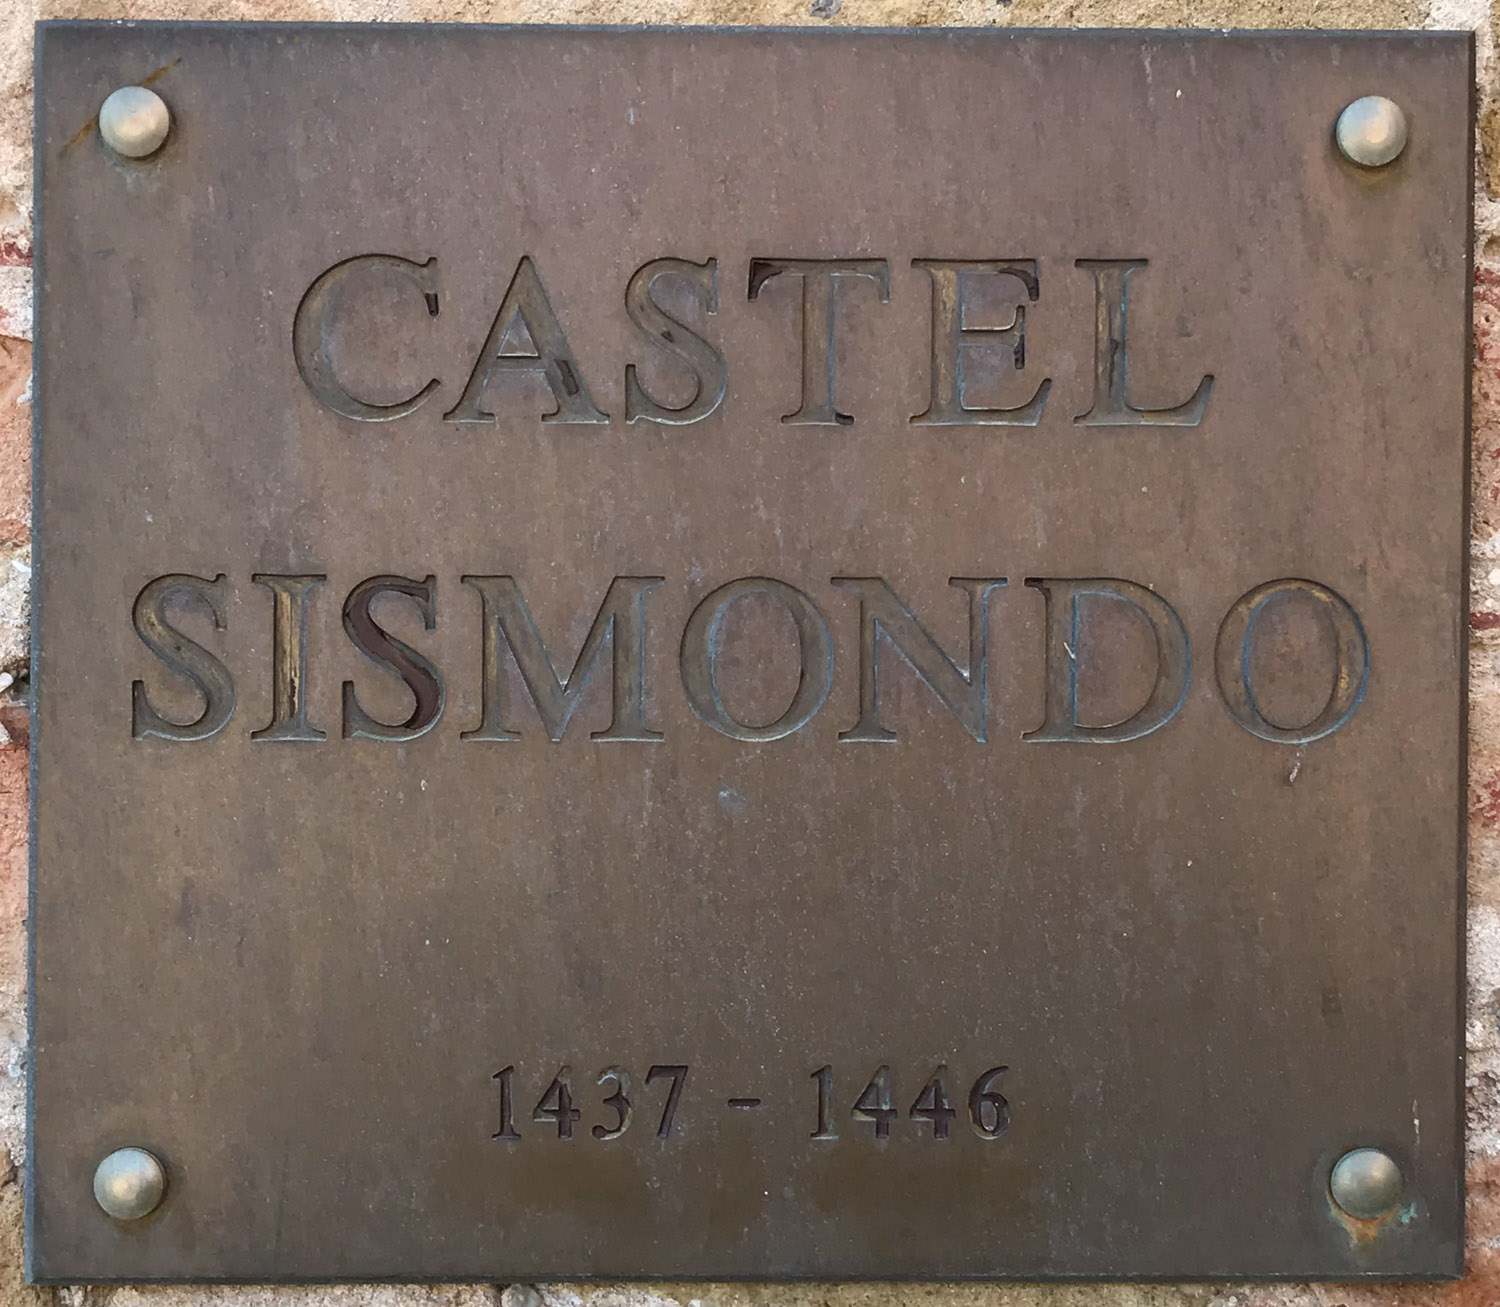 CASTEL
SISMONDO
1437 - 1446